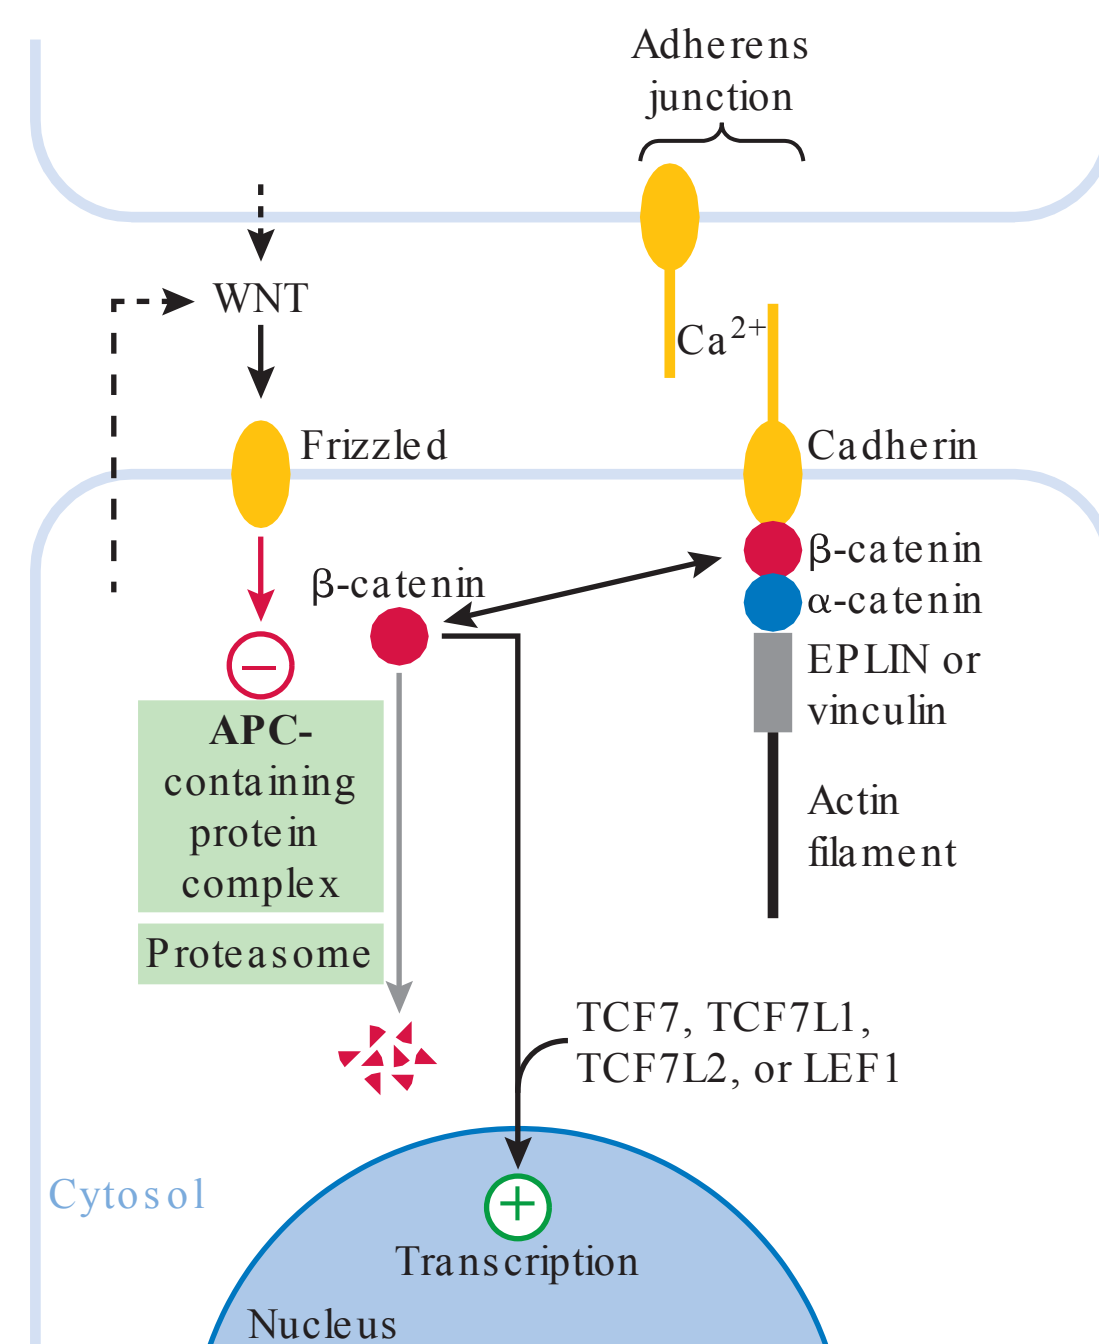 Adherens
junction
WNT
Ca²⁺
Frizzled
Cadherin
β-catenin
β-catenin
α-catenin
EPLIN or
vinculin
APC-
containing
protein
complex
Actin
filament
Proteasome
TCF7, TCF7L1,
TCF7L2, or LEF1
Cytosol
Transcription
Nucleus